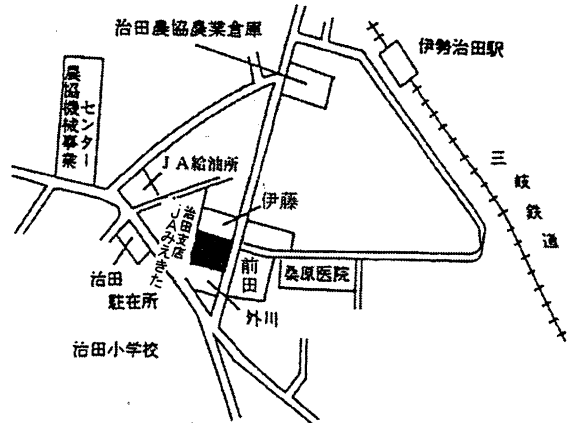 治田農協農業倉庫
伊勢治田駅
農協機械事業
センター
三岐鉄道
JA給油所
伊藤
治田支店
JAみえきた
前田
桑原医院
治田
駐在所
外川
治田小学校